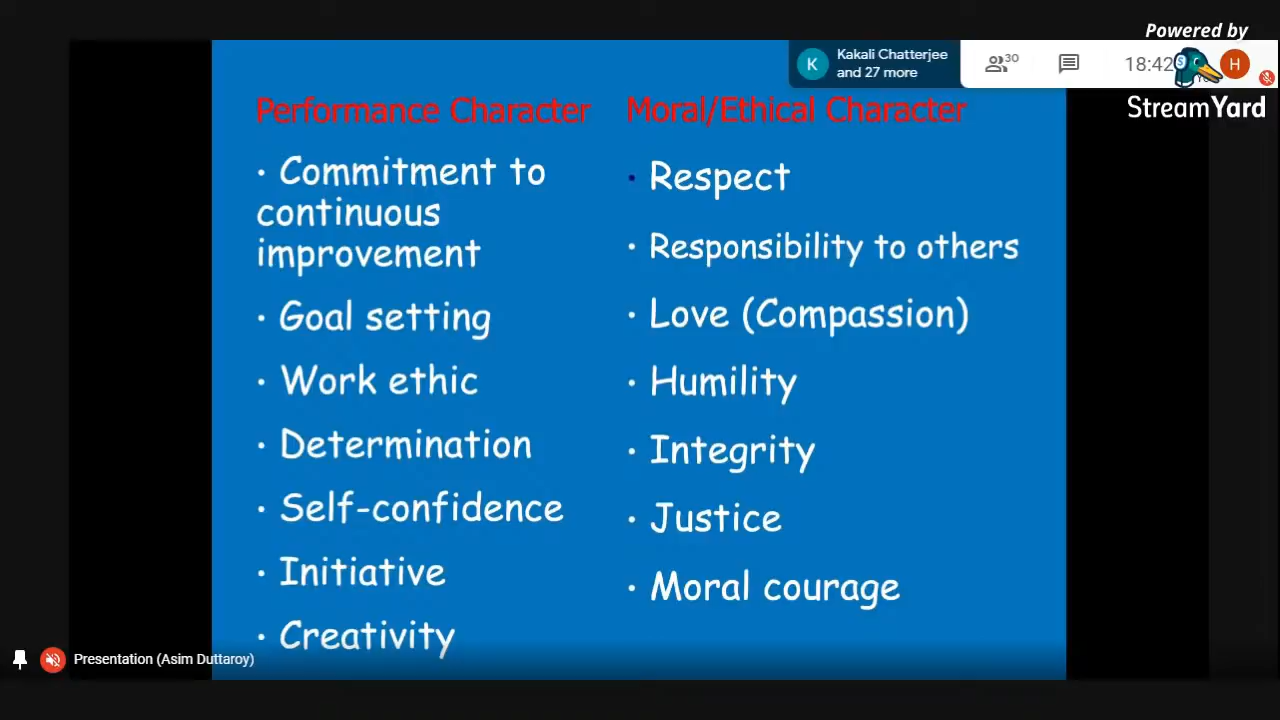 Powered by
StreamYard
Kakali Chatterjee
and 27 more
K
30
18:42
H
Performance Character
• Commitment to
continuous
improvement
• Goal setting
• Work ethic
• Determination
• Self-confidence
• Initiative
• Creativity
Moral/Ethical Character
• Respect
• Responsibility to others
• Love (Compassion)
• Humility
• Integrity
• Justice
• Moral courage
Presentation (Asim Duttaroy)